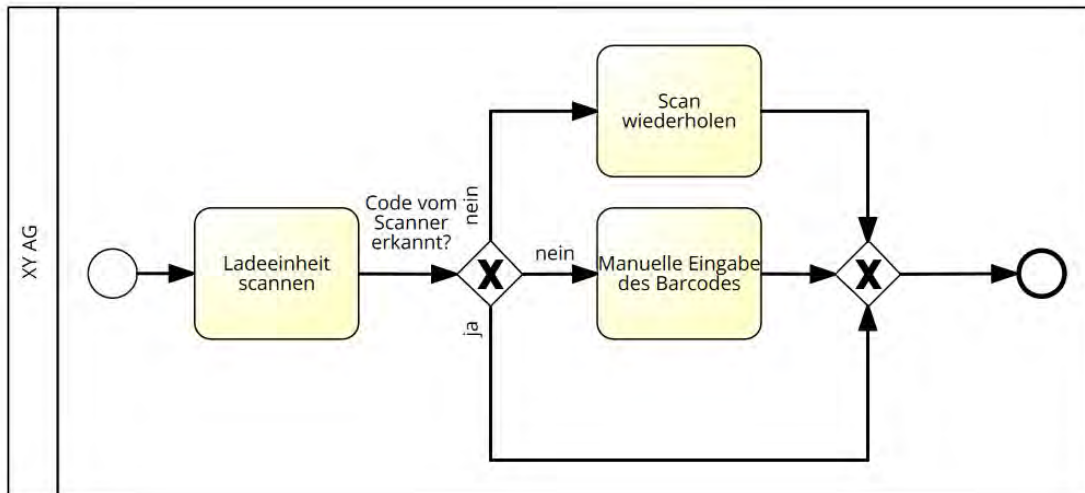 XY AG
Ladeeinheit
scannen
Code vom
Scanner
erkannt?
nein
Scan
wiederholen
nein
Manuelle Eingabe
des Barcodes
ja